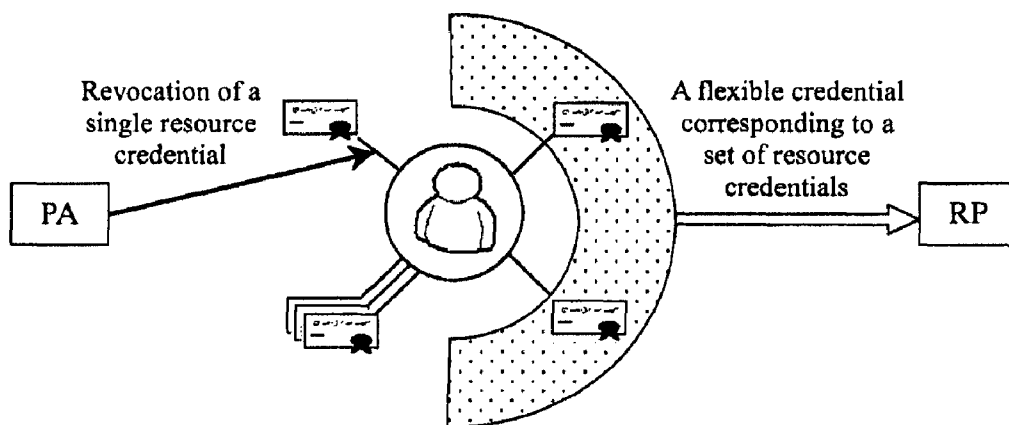 Revocation of a
single resource
credential
PA
A flexible credential
corresponding to a
set of resource
credentials
RP